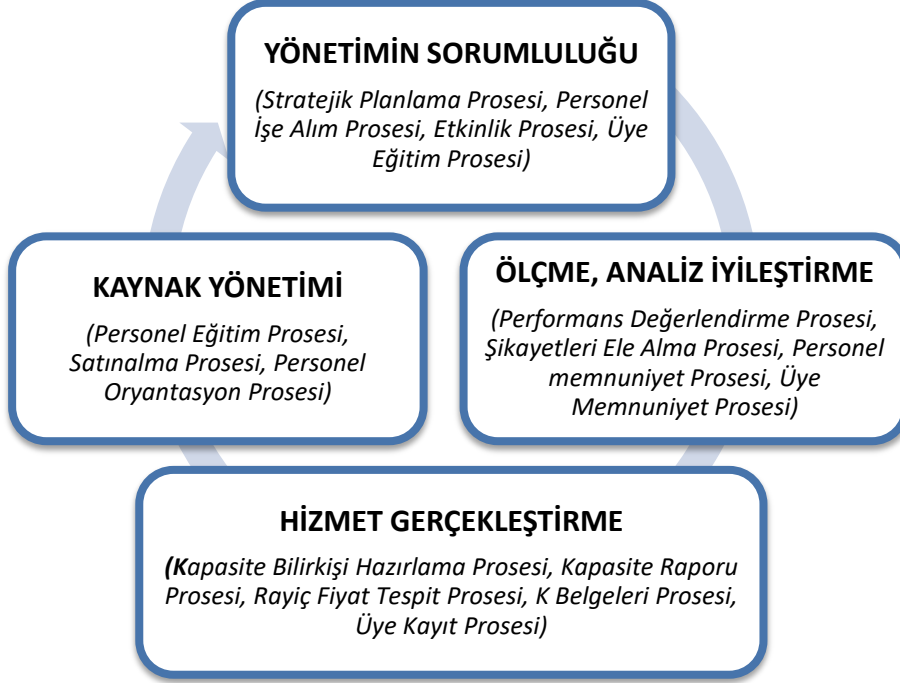 YÖNETİMİN SORUMLULUĞU
(Stratejik Planlama Prosesi, Personel
İşe Alım Prosesi, Etkinlik Prosesi, Üye
Eğitim Prosesi)
KAYNAK YÖNETİMİ
(Personel Eğitim Prosesi,
Satınalma Prosesi, Personel
Oryantasyon Prosesi)
ÖLÇME, ANALİZ İYİLEŞTİRME
(Performans Değerlendirme Prosesi,
Şikayetleri Ele Alma Prosesi, Personel
memnuniyet Prosesi, Üye
Memnuniyet Prosesi)
HİZMET GERÇEKLEŞTİRME
(Kapasite Bilirkişi Hazırlama Prosesi, Kapasite Raporu
Prosesi, Rayiç Fiyat Tespit Prosesi, K Belgeleri Prosesi,
Üye Kayıt Prosesi)